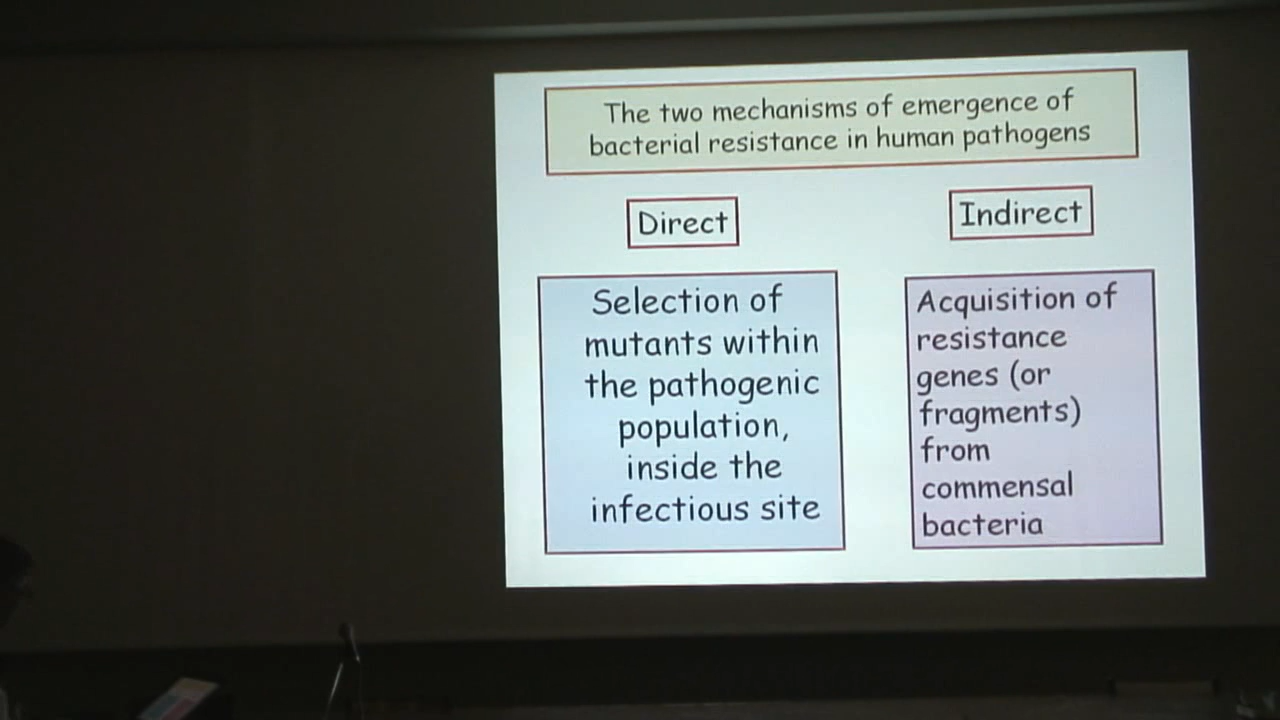 The two mechanisms of emergence of
bacterial resistance in human pathogens
Direct
Selection of
mutants within
the pathogenic
population,
inside the
infectious site
Indirect
Acquisition of
resistance
genes (or
fragments)
from
commensal
bacteria